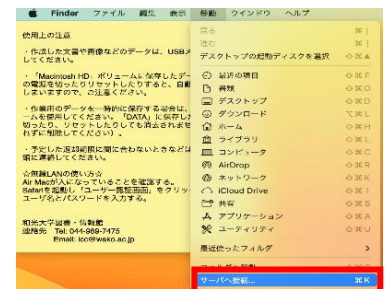 Finder ファイル 編集 表示 移動 ウインドウ ヘルプ
使用上の注意
・作成した文書や画像などのデータは、USBメ
してください。
・「Macintosh HD」ボリュームに保存したデー
の電源を切ったりリセットしたりすると、自動
しまいますので、ご注意ください。
・作業用のデータを一時的に保存する場合は、
ームを使用してください。「DATA」に保存した
切ったり、リセットしたりしても消去されませ
れずに削除してください）。
・予定した返却期限に間に合わないときなどは
館に連絡してください。
☆無線LANの使い方☆
Air Macが入になっていることを確認する。
Safariを起動し「ユーザー認証画面」をクリッ
ユーザ名とパスワードを入力する。
和光大学図書・情報館
連絡先 Tel: 044-989-7475
Email: icc@wako.ac.jp
戻る ⌘[
進む ⌘]
デスクトップの起動ディスクを選択 ⇧⌘▲
最近の項目 ⇧⌘F
書類 ⇧⌘O
デスクトップ ⇧⌘D
ダウンロード ⌥⌘L
ホーム ⇧⌘H
ライブラリ ⇧⌘L
コンピュータ ⇧⌘C
AirDrop ⇧⌘R
ネットワーク ⇧⌘K
iCloud Drive ⇧⌘I
共有 ⇧⌘S
アプリケーション ⇧⌘A
ユーティリティ ⇧⌘U
最近使ったフォルダ >
サーバへ接続... ⌘K